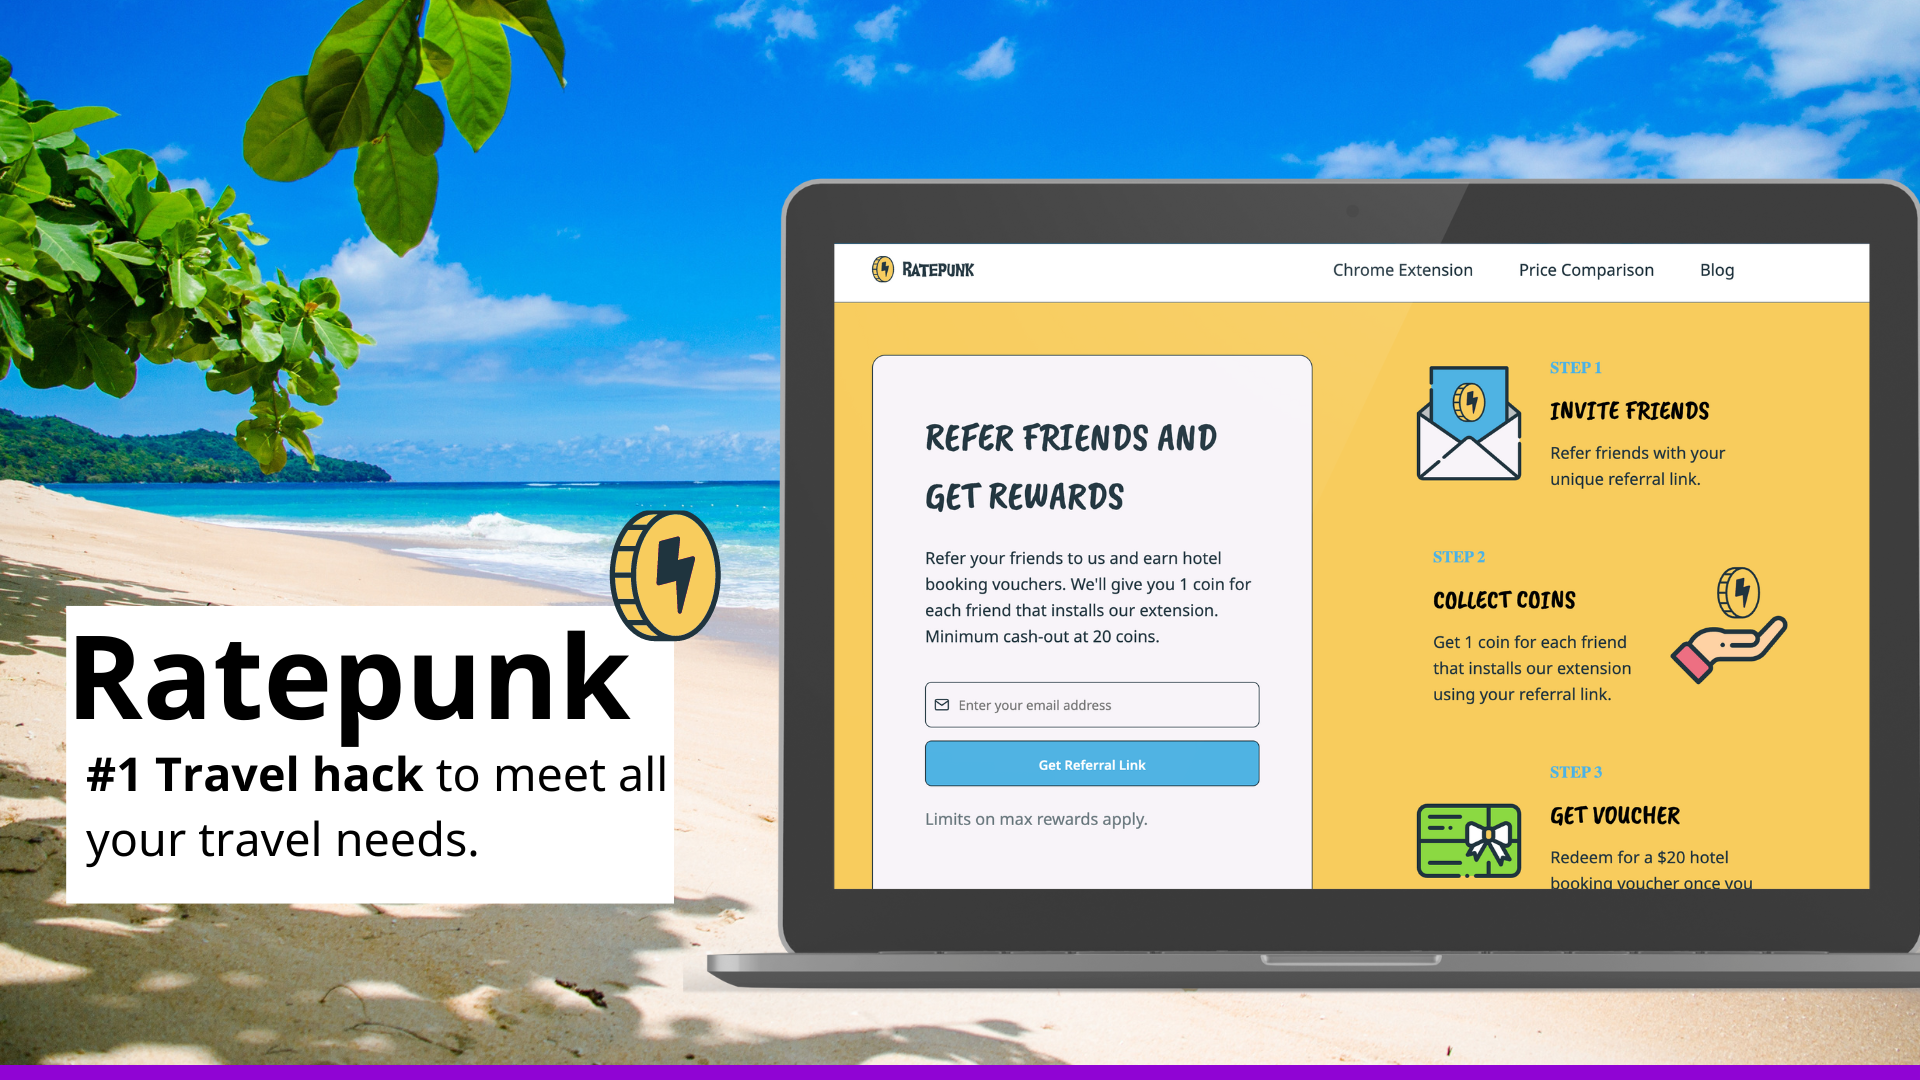 Ratepunk
#1 Travel hack to meet all
your travel needs.
RATEPUNK
Chrome Extension
Price Comparison
Blog
REFER FRIENDS AND
GET REWARDS
Refer your friends to us and earn hotel
booking vouchers. We'll give you 1 coin for
each friend that installs our extension.
Minimum cash-out at 20 coins.
Enter your email address
Get Referral Link
Limits on max rewards apply.
STEP 1
INVITE FRIENDS
Refer friends with your
unique referral link.
STEP 2
COLLECT COINS
Get 1 coin for each friend
that installs our extension
using your referral link.
STEP 3
GET VOUCHER
Redeem for a $20 hotel
booking voucher once you